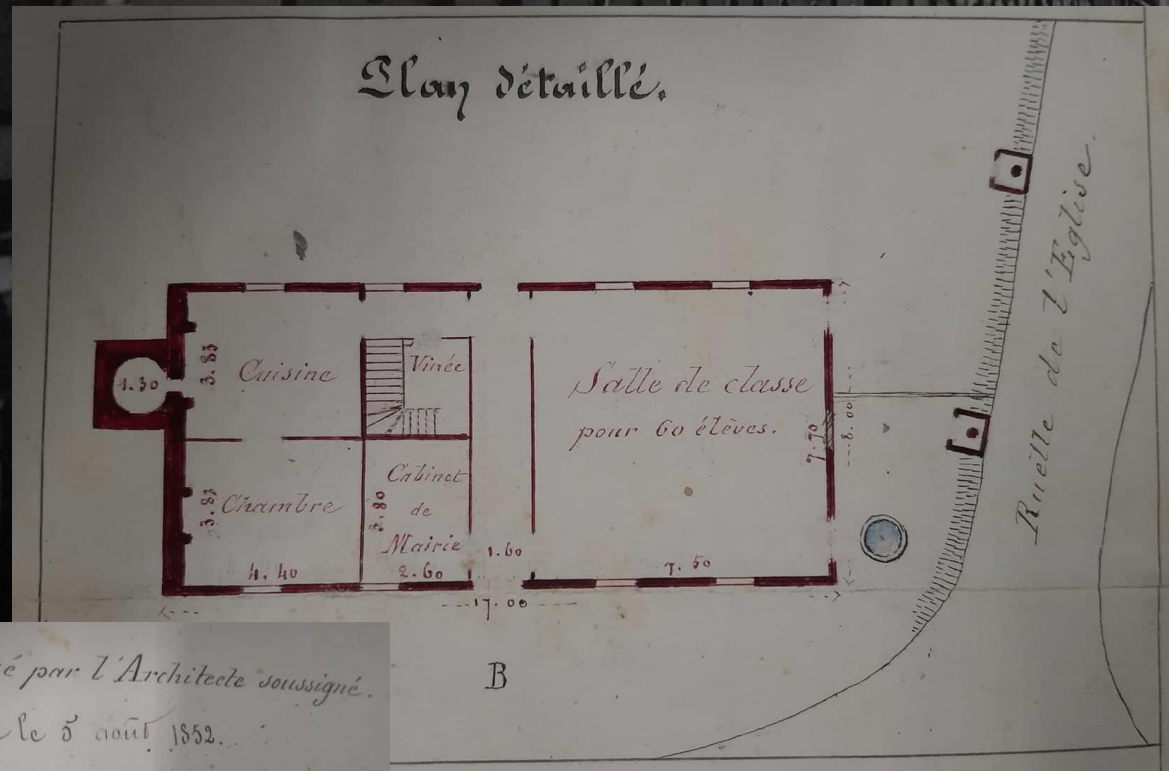 Plan détaillé.
Ruelle de l'Eglise.
1.30
3.83
Cuisine
Vinée
Salle de classe
pour 60 élèves.
7.70
8.00
3.83
Chambre
3.80
Cabinet
de
Mairie
1.60
4.40
2.60
7.50
17.00
B
é par l'Architecte soussigné.
le 5 août 1852.